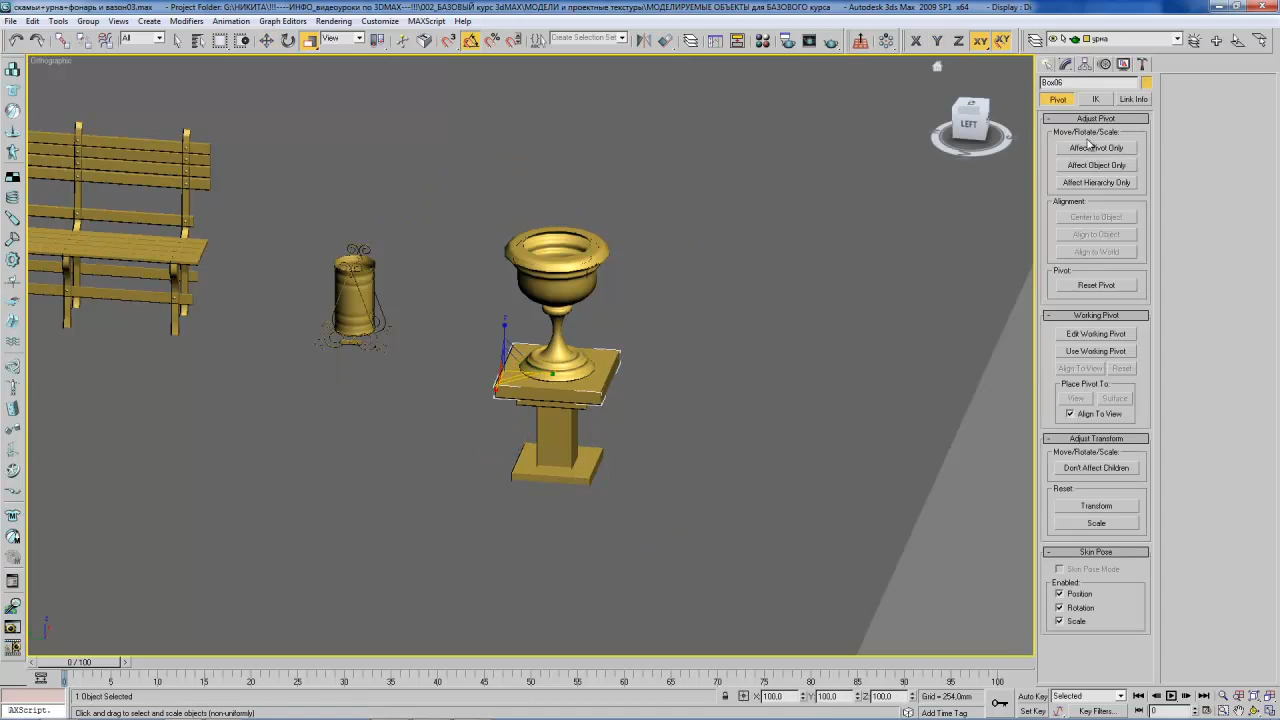 скамьи+урна+фонарь и вазон03.max - Project Folder: G:\НИКИТА\!!----ИНФО_видеоуроки по 3DMAX---!!!\002_БАЗОВЫЙ курс 3dMAX\МОДЕЛИ и проектные текстуры\МОДЕЛИРУЕМЫЕ ОБЪЕКТЫ для БАЗОВОГО курса - Autodesk 3ds Max 2009 SP1 x64 - Display : Di
File Edit Tools Group Views Create Modifiers Animation Graph Editors Rendering Customize MAXScript Help
All View Create Selection Set X Y Z XY XY урна
Orthographic
LEFT
Box06
Pivot IK Link Info
- Adjust Pivot
Move/Rotate/Scale:
Affect Pivot Only
Affect Object Only
Affect Hierarchy Only
Alignment:
Center to Object
Align to Object
Align to World
Pivot:
Reset Pivot
- Working Pivot
Edit Working Pivot
Use Working Pivot
Align To View Reset
Place Pivot To:
View Surface
Align To View
- Adjust Transform
Move/Rotate/Scale:
Don't Affect Children
Reset:
Transform
Scale
- Skin Pose
Skin Pose Mode
Enabled:
Position
Rotation
Scale
z
z
0 / 100
5 10 15 20 25 30 35 40 45 50 55 60 65 70 75 80 85 90 95 100
1 Object Selected X: 100.0 Y: 100.0 Z: 100.0 Grid = 254.0mm Auto Key Selected
AXScript. Click and drag to select and scale objects (non-uniformly) Add Time Tag Set Key Key Filters... 0